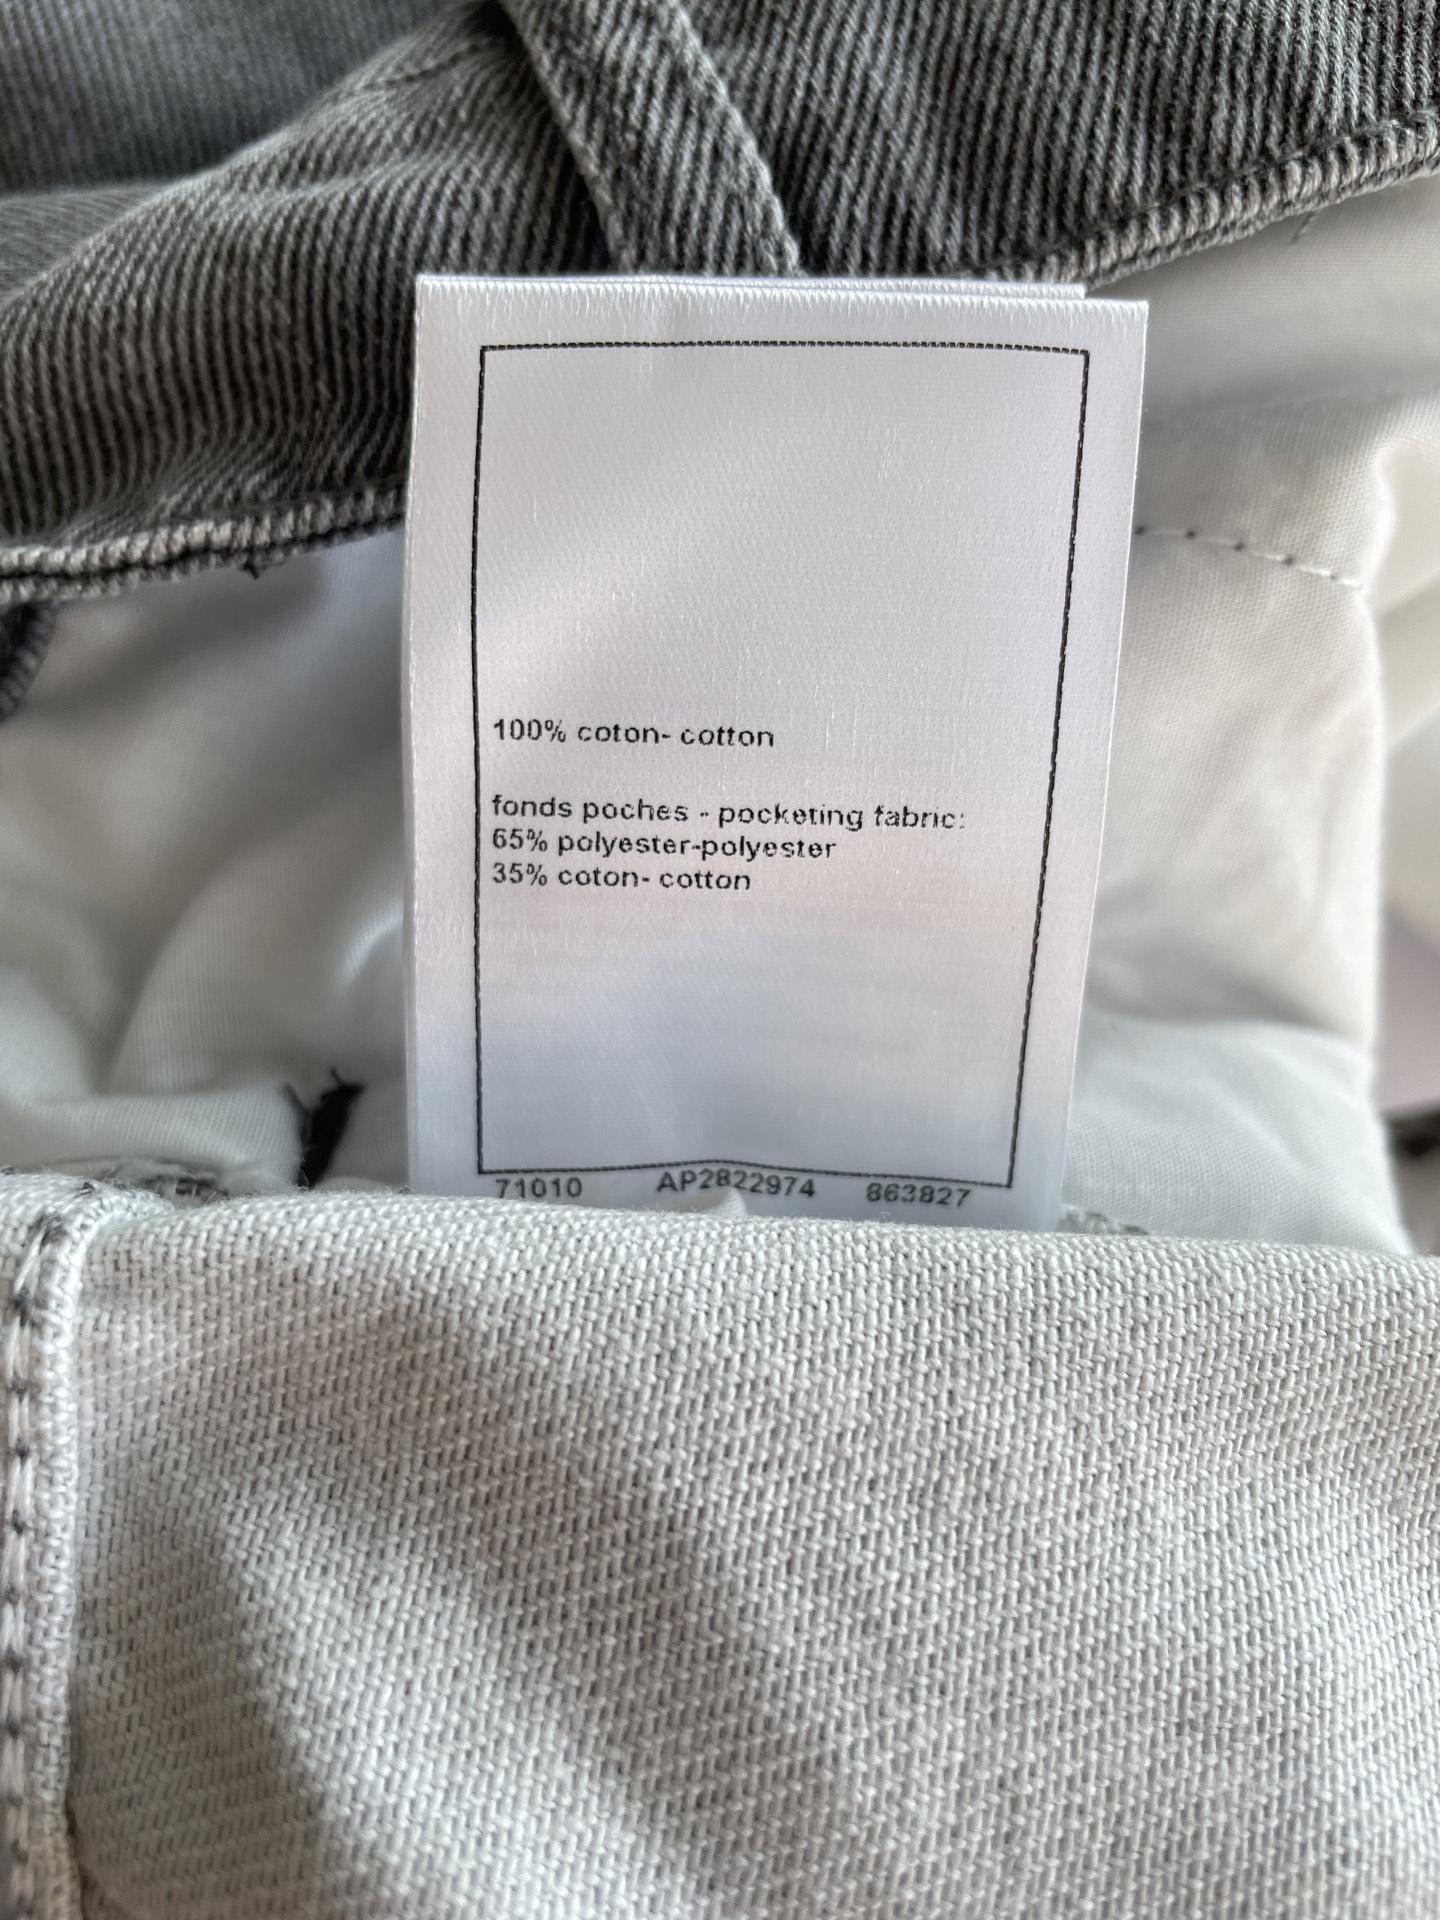 100% coton- cotton
fonds poches - pocketing fabric:
65% polyester-polyester
35% coton- cotton
71010 AP2822974 863827